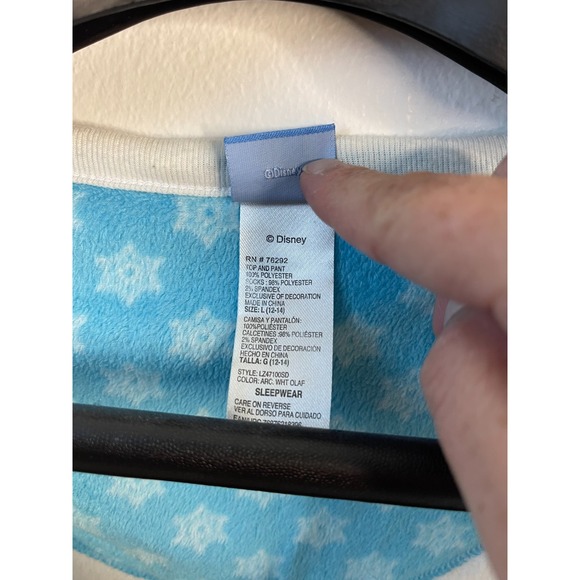 ©Disney
© Disney
RN # 76292
TOP AND PANT
100% POLYESTER
SOCKS : 98% POLYESTER
2% SPANDEX
EXCLUSIVE OF DECORATION
MADE IN CHINA
SIZE: L (12-14)
CAMISA Y PANTALÓN:
100%POLIÉSTER
CALCETINES :98% POLIESTER
2% SPANDEX
EXCLUSIVO DE DECORACIÓN
HECHO EN CHINA
TALLA: G (12-14)
STYLE: LZ47100SD
COLOR: ARC. WHT OLAF
SLEEPWEAR
CARE ON REVERSE
VER AL DORSO PARA CUIDADO